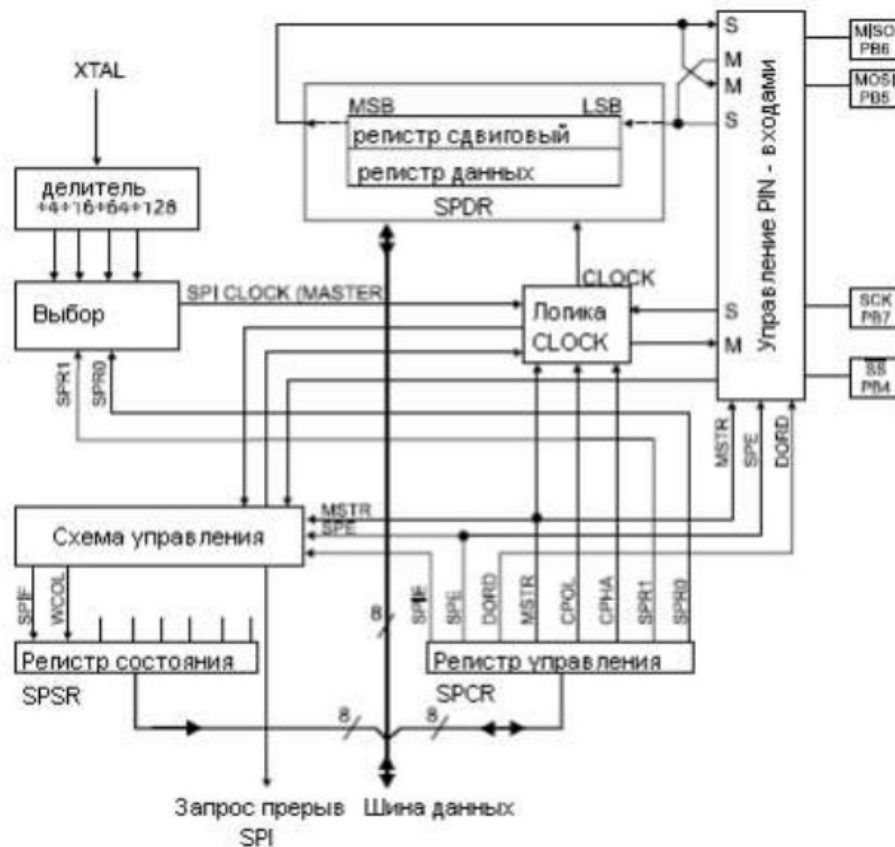 XTAL
делитель
÷4÷16÷64÷128
Выбор
SPI CLOCK (MASTER
SPR1
SPR0
MSB
LSB
регистр сдвиговый
регистр данных
SPDR
CLOCK
Логика
CLOCK
S
M
M
S
S
M
Управление PIN - входами
MISO
PB6
MOSI
PB5
SCK
PB7
SS
PB4
MSTR
SPE
DORD
Схема управления
MSTR
SPE
SPIF
WCOL
Регистр состояния
SPSR
8
SPIE
SPE
DORD
MSTR
CPOL
CPHA
SPR1
SPR0
Регистр управления
SPCR
8
8
Запрос прерыв
SPI
Шина данных